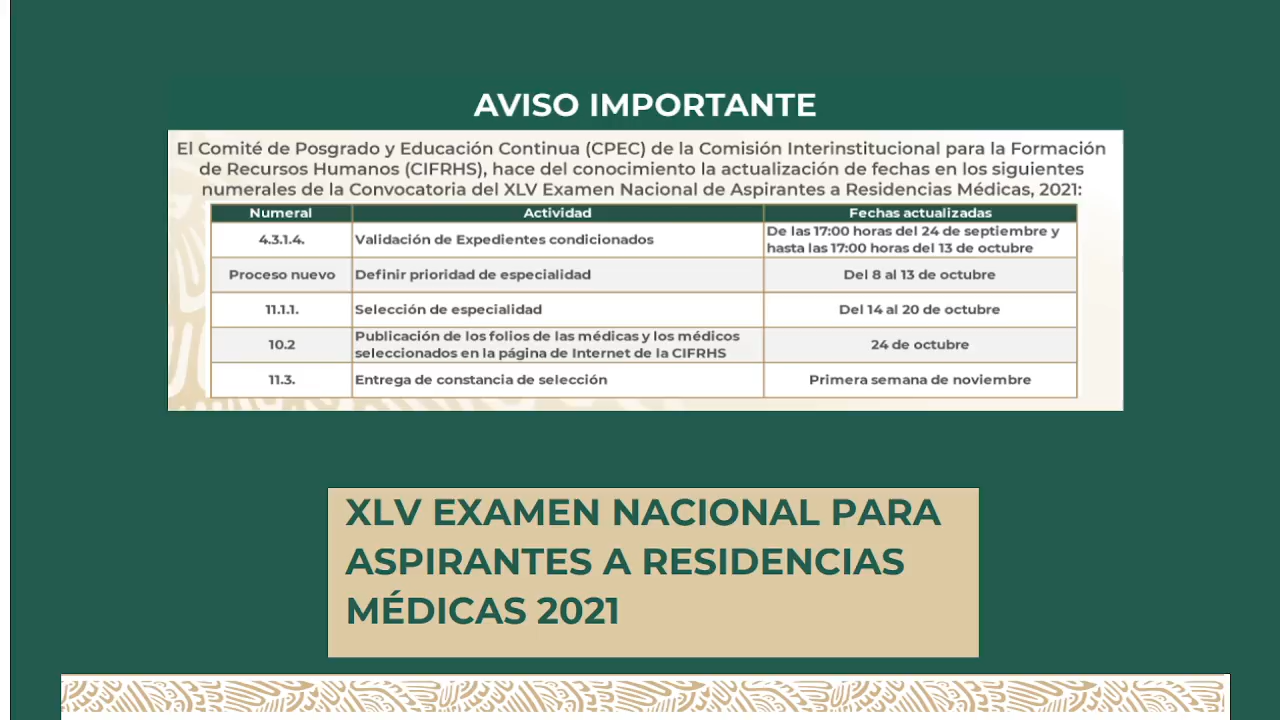 AVISO IMPORTANTE
El Comité de Posgrado y Educación Continua (CPEC) de la Comisión Interinstitucional para la Formación
de Recursos Humanos (CIFRHS), hace del conocimiento la actualización de fechas en los siguientes
numerales de la Convocatoria del XLV Examen Nacional de Aspirantes a Residencias Médicas, 2021:
Numeral Actividad Fechas actualizadas
4.3.1.4. Validación de Expedientes condicionados De las 17:00 horas del 24 de septiembre y
hasta las 17:00 horas del 13 de octubre
Proceso nuevo Definir prioridad de especialidad Del 8 al 13 de octubre
11.1.1. Selección de especialidad Del 14 al 20 de octubre
10.2 Publicación de los folios de las médicas y los médicos
seleccionados en la página de Internet de la CIFRHS 24 de octubre
11.3. Entrega de constancia de selección Primera semana de noviembre
XLV EXAMEN NACIONAL PARA
ASPIRANTES A RESIDENCIAS
MÉDICAS 2021